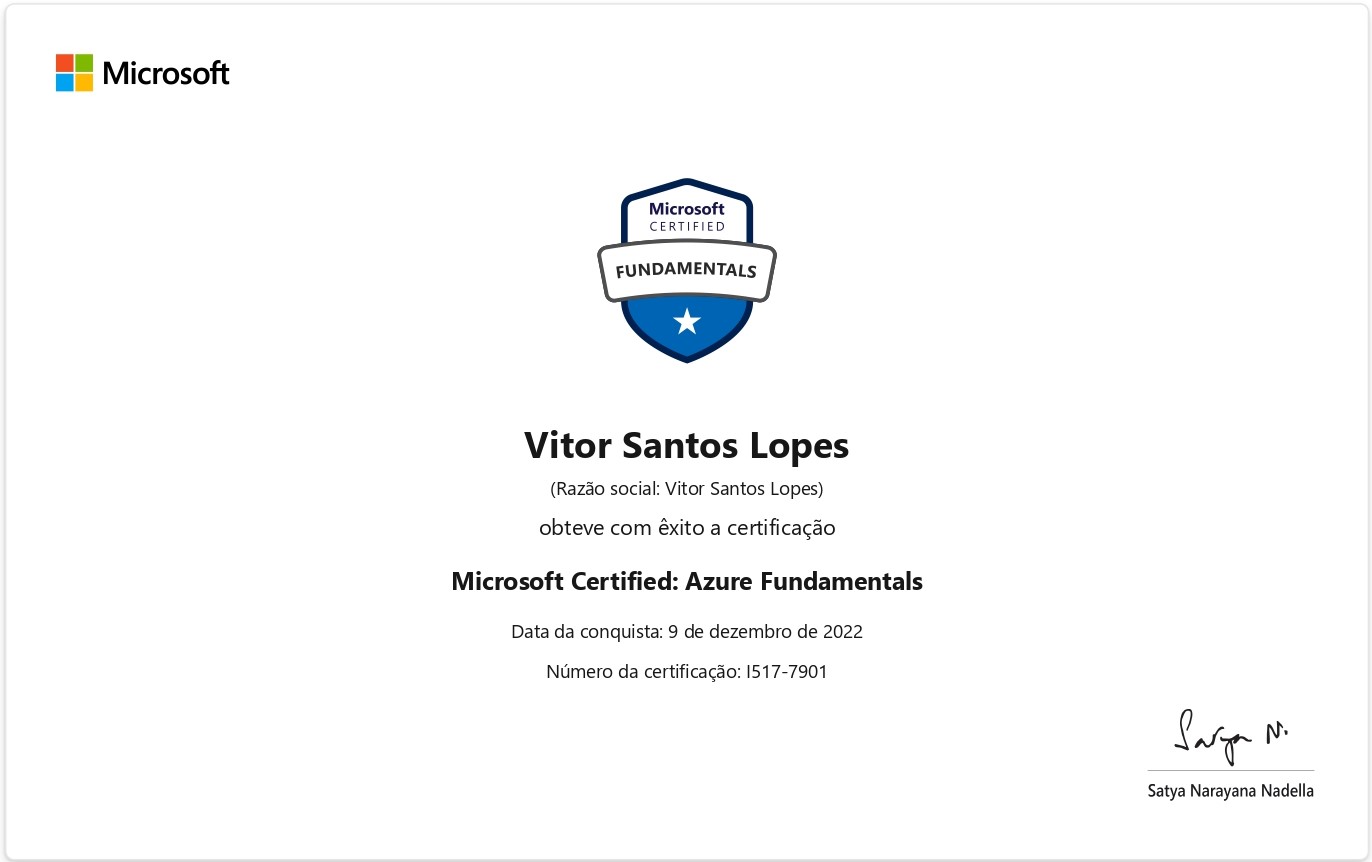 Microsoft
Microsoft
CERTIFIED
FUNDAMENTALS
Vitor Santos Lopes
(Razão social: Vitor Santos Lopes)
obteve com êxito a certificação
Microsoft Certified: Azure Fundamentals
Data da conquista: 9 de dezembro de 2022
Número da certificação: I517-7901
Satya N.
Satya Narayana Nadella